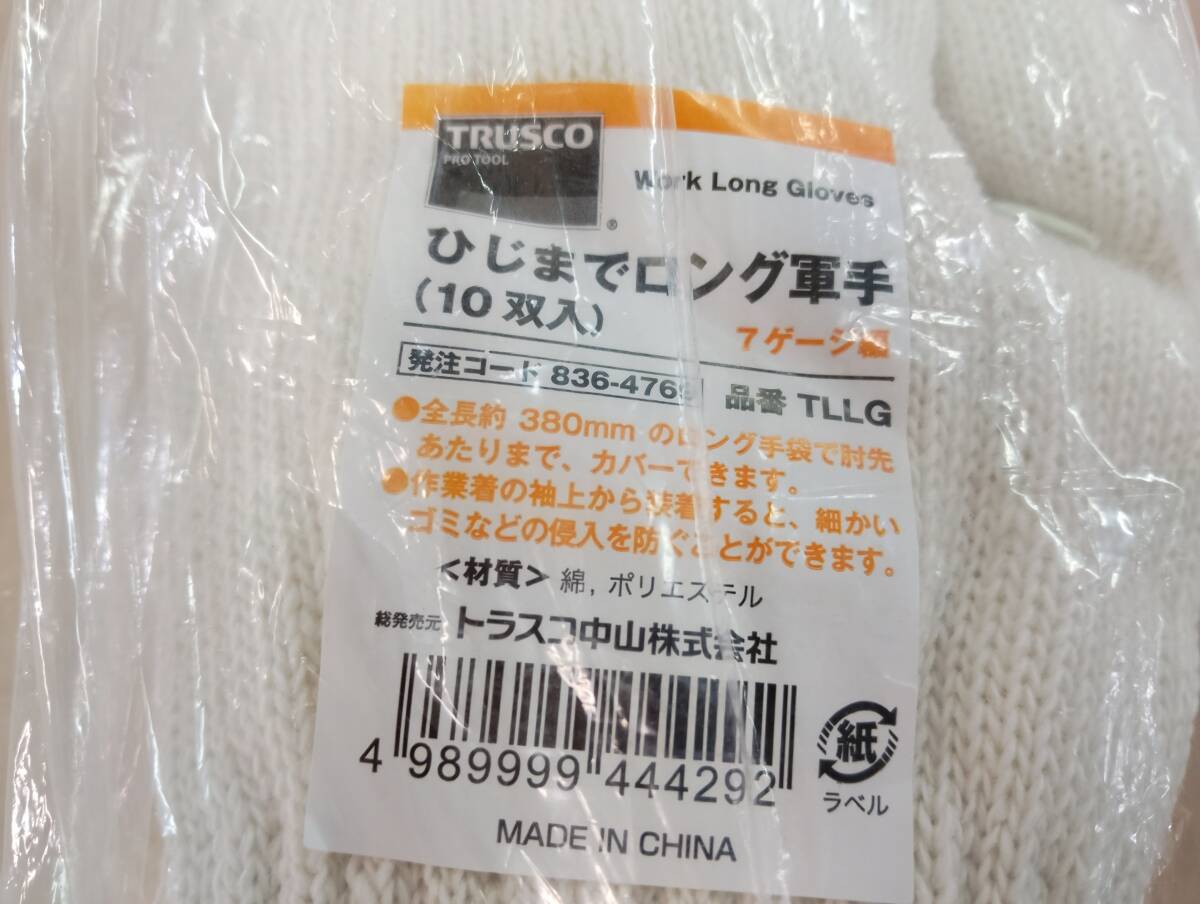 TRUSCO
PRO TOOL
®
Work Long Gloves
ひじまでロング軍手
(10 双入)
7ゲージ編
発注コード 836-4769
品番 TLLG
●全長約 380mm のロング手袋で肘先
あたりまで、カバーできます。
●作業着の袖上から装着すると、細かい
ゴミなどの侵入を防ぐことができます。
<材質> 綿, ポリエステル
総発売元 トラスコ中山株式会社
4 989999 444292
紙
ラベル
MADE IN CHINA